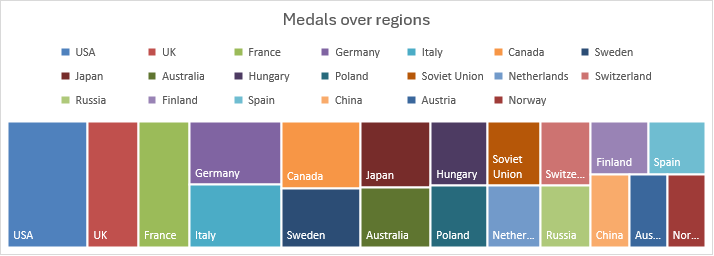 Medals over regions
USA UK France Germany Italy Canada Sweden
Japan Australia Hungary Poland Soviet Union Netherlands Switzerland
Russia Finland Spain China Austria Norway
USA
UK
France
Germany
Italy
Canada
Sweden
Japan
Australia
Hungary
Poland
Soviet
Union
Nether...
Switze...
Russia
Finland
Spain
China
Aus...
Nor...